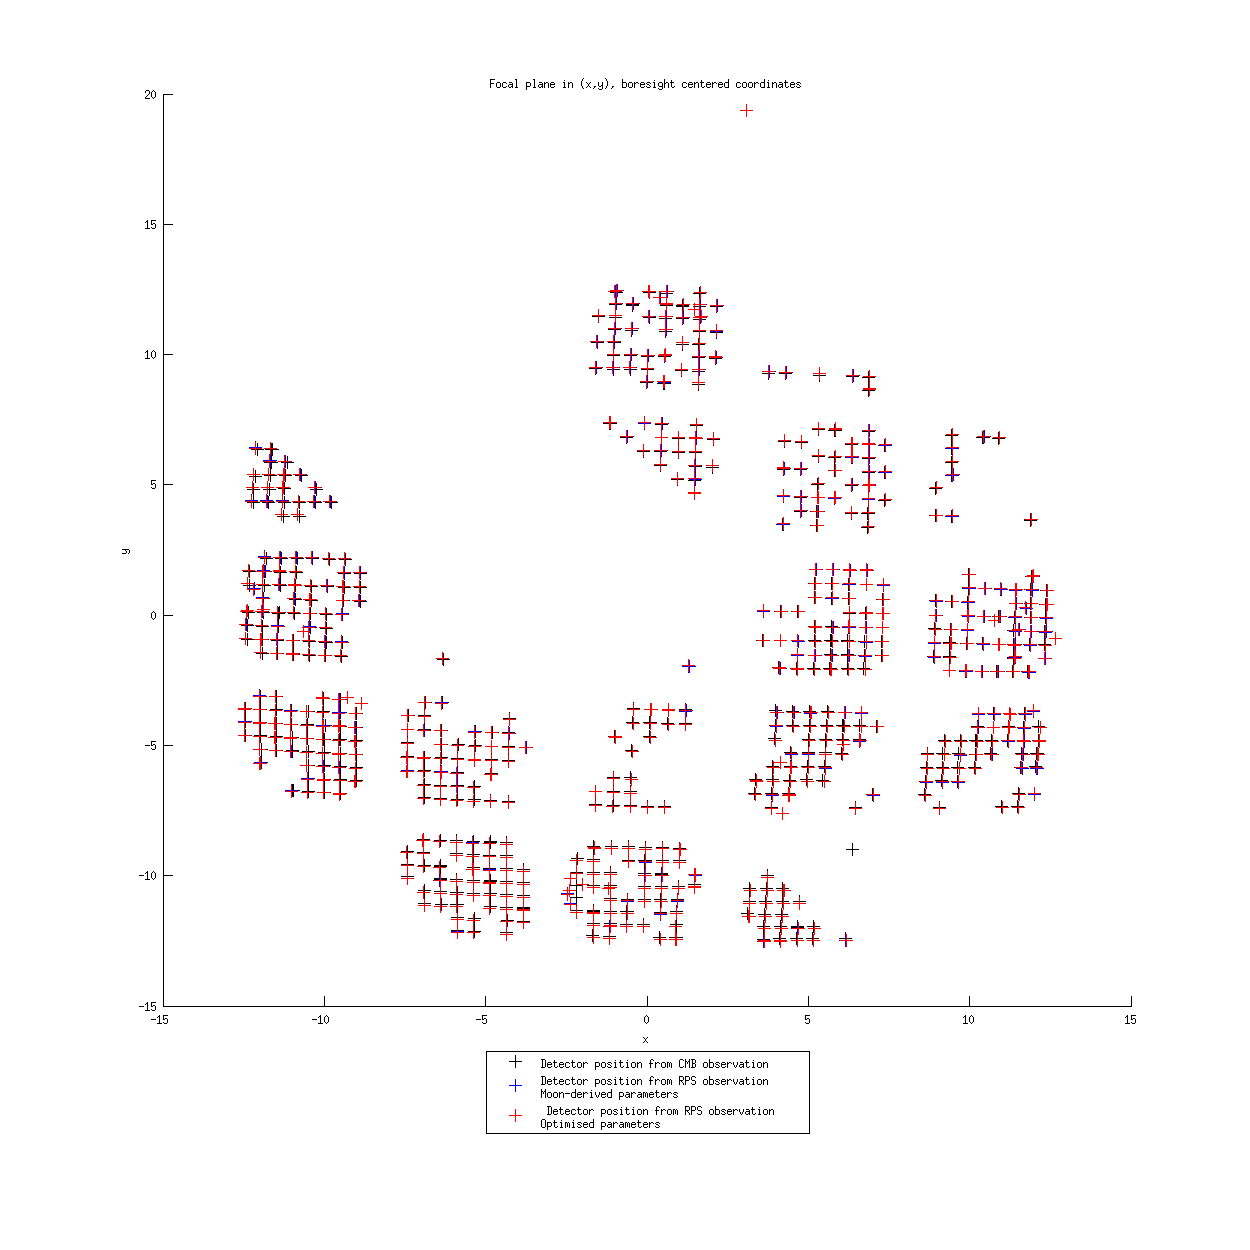 Focal plane in (x,y), boresight centered coordinates
20
15
10
5
y
0
-5
-10
-15
-15
-10
-5
0
5
10
15
x
Detector position from CMB observation
Detector position from RPS observation
Moon-derived parameters
Detector position from RPS observation
Optimised parameters